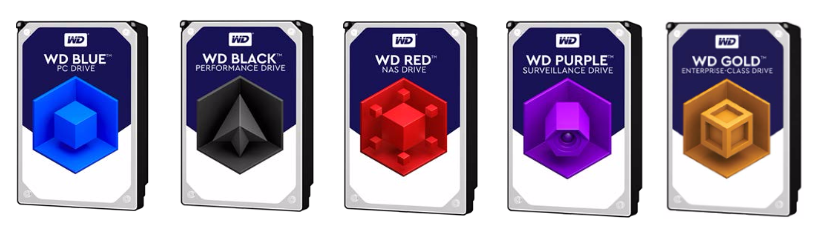 WD
WD BLUE™
PC DRIVE
WD
WD BLACK™
PERFORMANCE DRIVE
WD
WD RED™
NAS DRIVE
WD
WD PURPLE™
SURVEILLANCE DRIVE
WD
WD GOLD™
ENTERPRISE-CLASS DRIVE